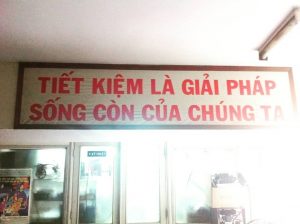 TIẾT KIỆM LÀ GIẢI PHÁP
SỐNG CÒN CỦA CHÚNG TA